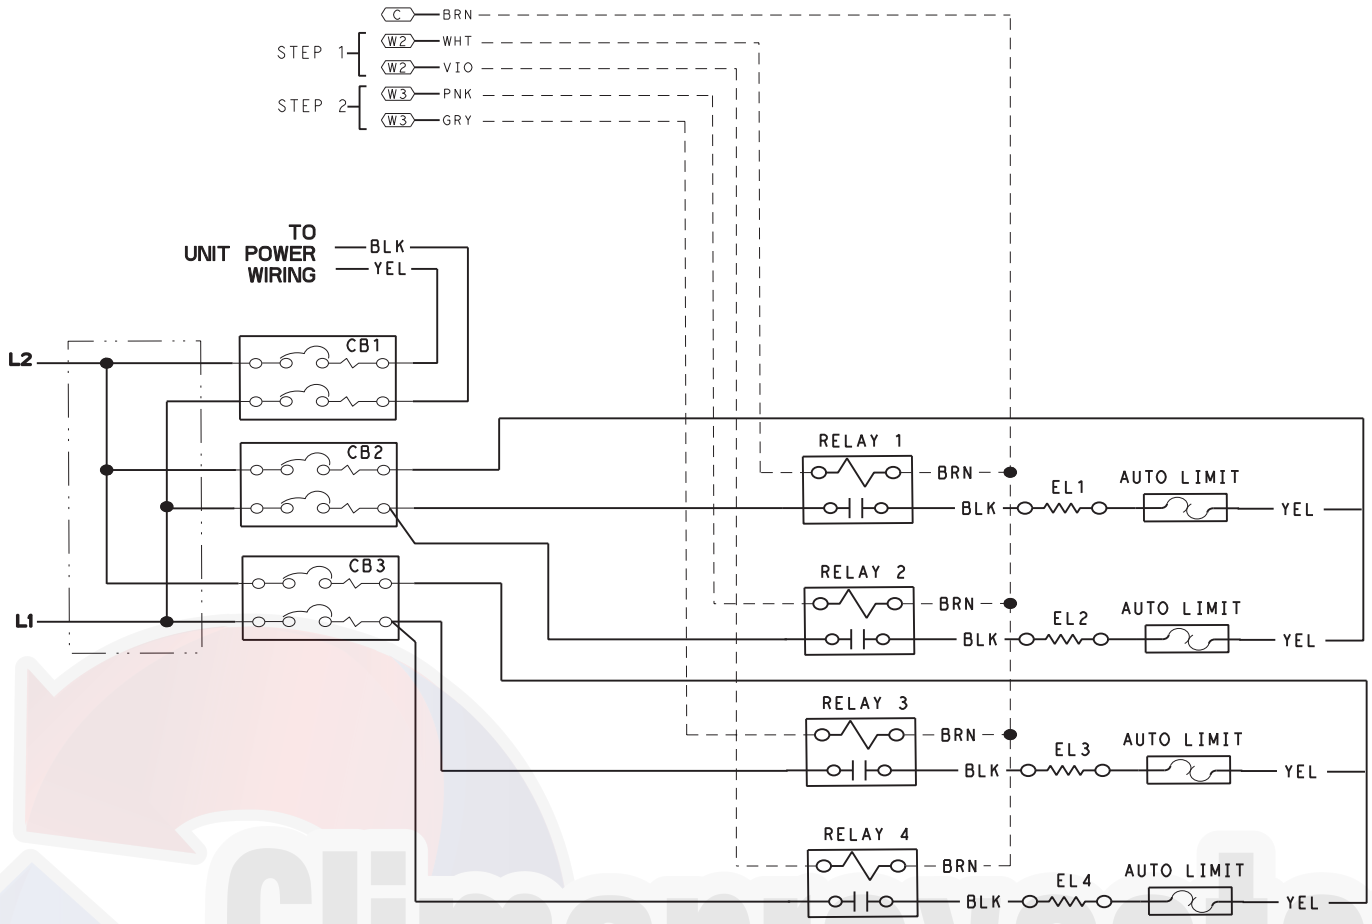 C BRN
STEP 1 W2 WHT
W2 VIO
STEP 2 W3 PNK
W3 GRY
TO
UNIT POWER
WIRING
BLK
YEL
L2
CB1
CB2
RELAY 1
BRN
BLK
EL1
AUTO LIMIT
YEL
CB3
RELAY 2
BRN
BLK
EL2
AUTO LIMIT
YEL
L1
RELAY 3
BRN
BLK
EL3
AUTO LIMIT
YEL
RELAY 4
BRN
BLK
EL4
AUTO LIMIT
YEL